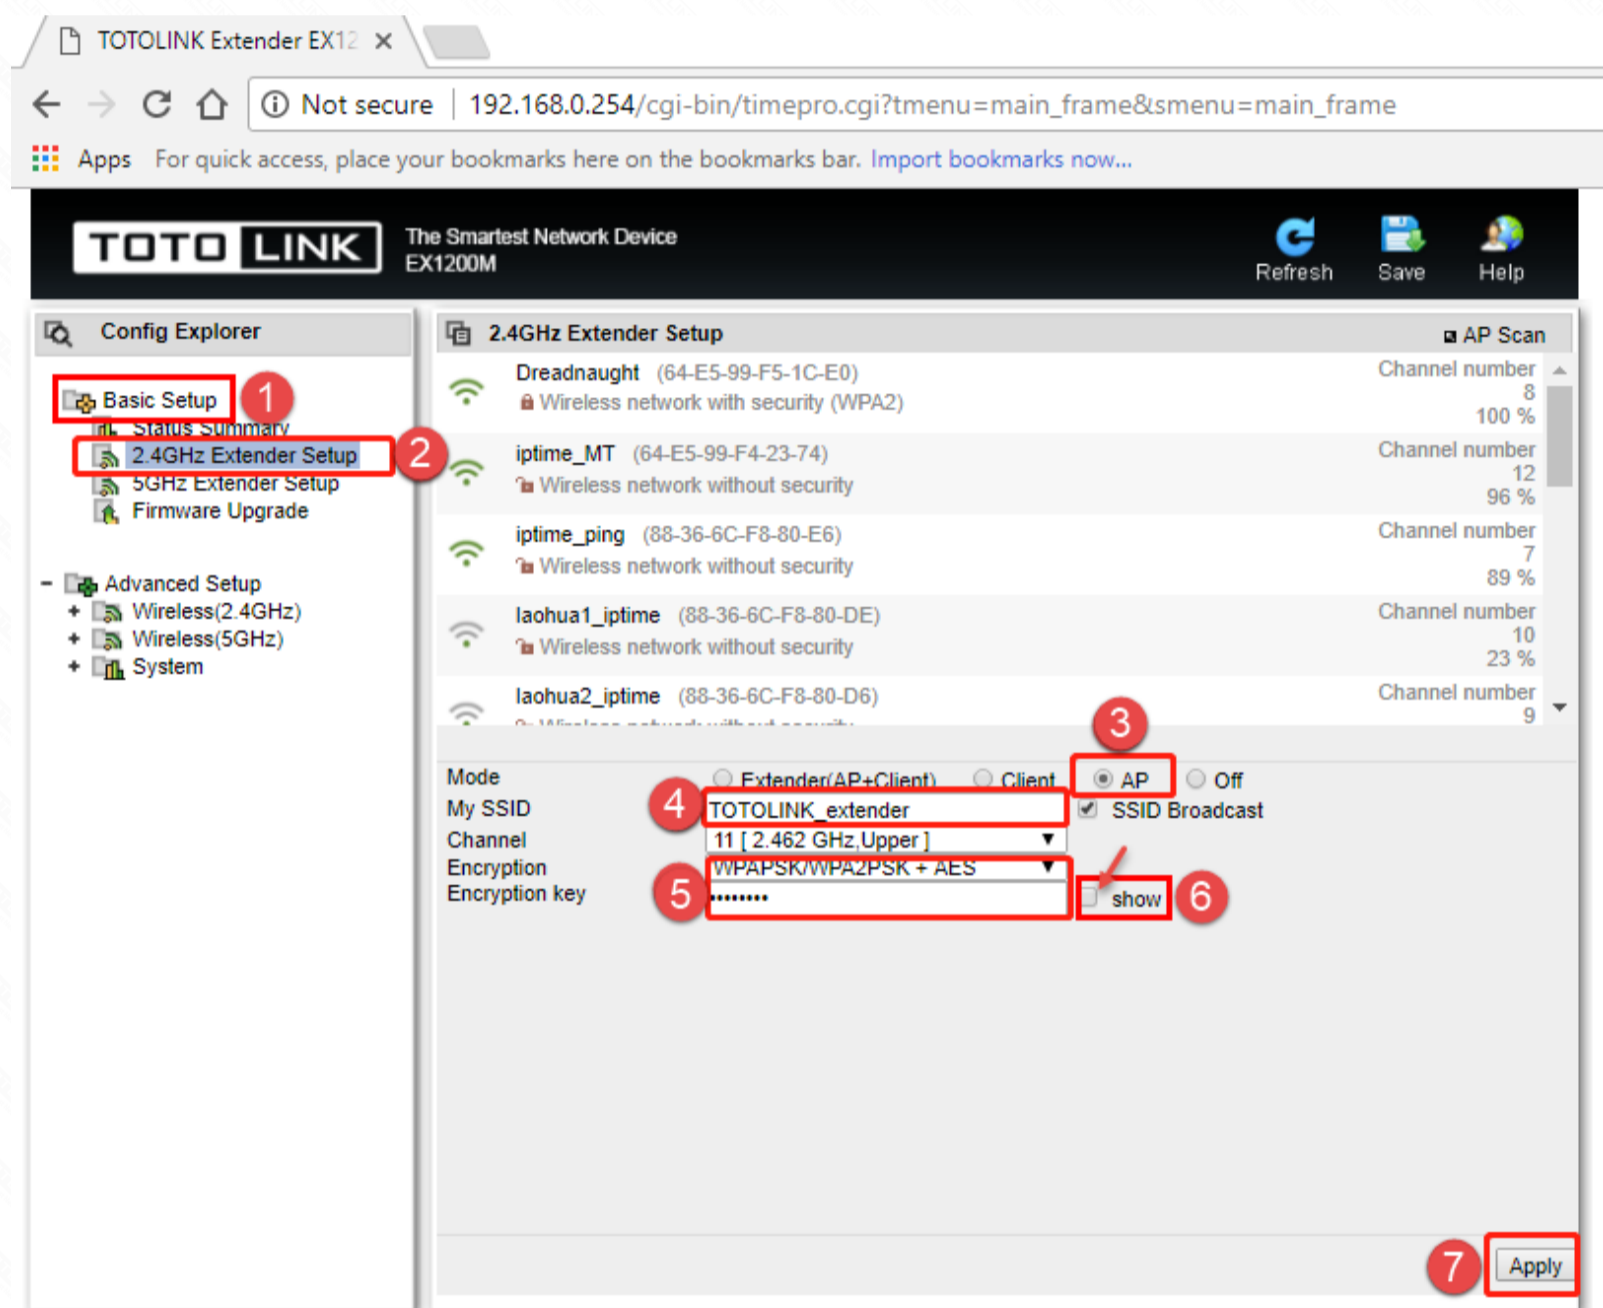 TOTOLINK Extender EX12
Not secure | 192.168.0.254/cgi-bin/timepro.cgi?tmenu=main_frame&smenu=main_frame
Apps For quick access, place your bookmarks here on the bookmarks bar. Import bookmarks now...
TOTO LINK
The Smartest Network Device
EX1200M
Refresh Save Help
Config Explorer
Basic Setup 1
Status Summary
2.4GHz Extender Setup 2
5GHz Extender Setup
Firmware Upgrade
Advanced Setup
Wireless(2.4GHz)
Wireless(5GHz)
System
2.4GHz Extender Setup AP Scan
Dreadnaught (64-E5-99-F5-1C-E0) Channel number
Wireless network with security (WPA2) 8
100 %
iptime_MT (64-E5-99-F4-23-74) Channel number
Wireless network without security 12
96 %
iptime_ping (88-36-6C-F8-80-E6) Channel number
Wireless network without security 7
89 %
laohua1_iptime (88-36-6C-F8-80-DE) Channel number
Wireless network without security 10
23 %
laohua2_iptime (88-36-6C-F8-80-D6) Channel number
Wireless network without security 9
3
Mode Extender(AP+Client) Client AP Off
My SSID 4 TOTOLINK_extender SSID Broadcast
Channel 11 [ 2.462 GHz,Upper ]
Encryption WPAPSK/WPA2PSK + AES
Encryption key 5 •••••••• show 6
7 Apply